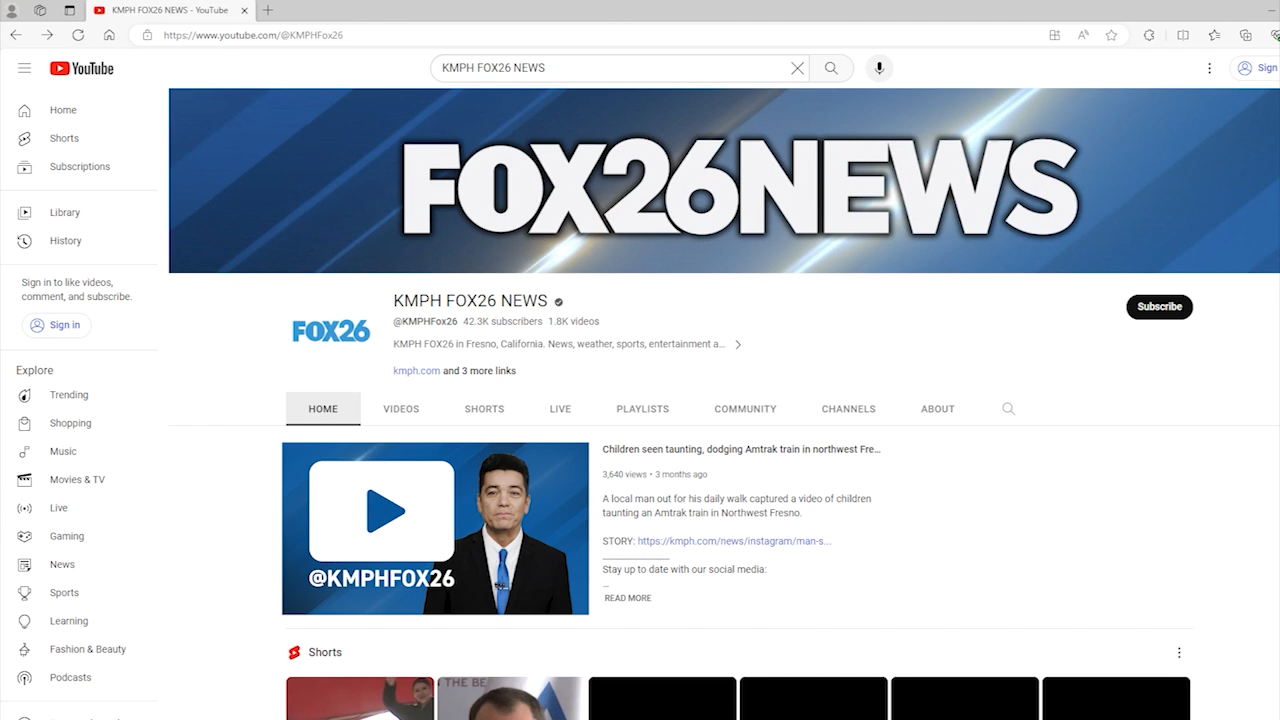 KMPH FOX26 NEWS - YouTube
https://www.youtube.com/@KMPHFox26
YouTube
KMPH FOX26 NEWS
Sign
Home
Shorts
Subscriptions
Library
History
Sign in to like videos,
comment, and subscribe.
Sign in
Explore
Trending
Shopping
Music
Movies & TV
Live
Gaming
News
Sports
Learning
Fashion & Beauty
Podcasts
FOX26NEWS
FOX26
KMPH FOX26 NEWS
@KMPHFox26 42.3K subscribers 1.8K videos
KMPH FOX26 in Fresno, California. News, weather, sports, entertainment a...
kmph.com and 3 more links
Subscribe
HOME VIDEOS SHORTS LIVE PLAYLISTS COMMUNITY CHANNELS ABOUT
@KMPHFOX26
Children seen taunting, dodging Amtrak train in northwest Fre...
3,640 views • 3 months ago
A local man out for his daily walk captured a video of children
taunting an Amtrak train in Northwest Fresno.
STORY: https://kmph.com/news/instagram/man-s...
Stay up to date with our social media:
...
READ MORE
Shorts
THE BE